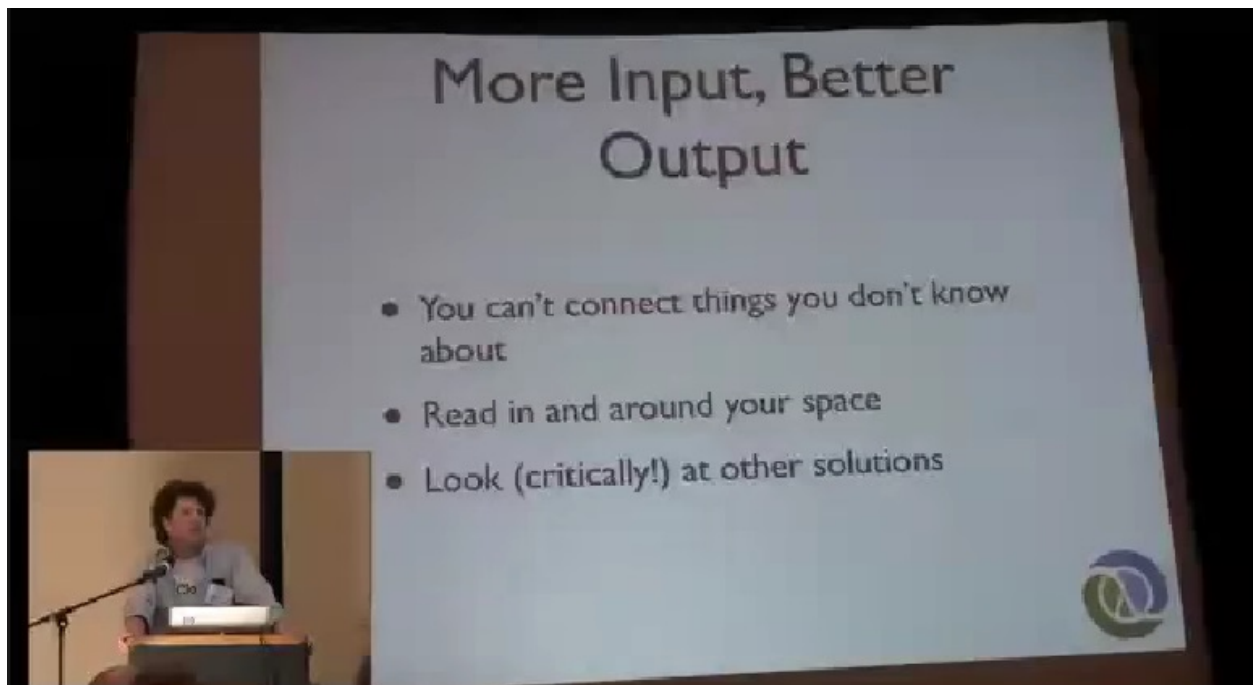 More Input, Better
Output
• You can't connect things you don't know
about
• Read in and around your space
• Look (critically!) at other solutions
Clo